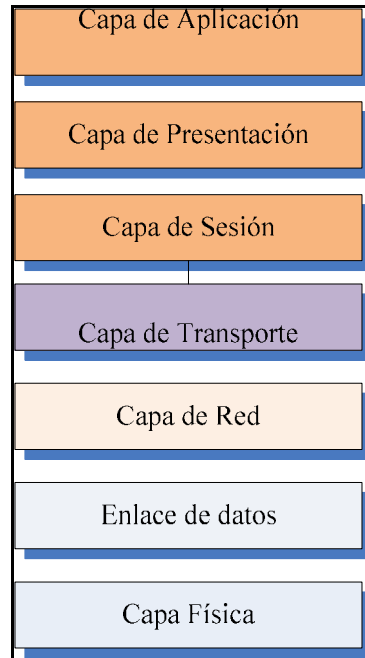 Capa de Aplicación
Capa de Presentación
Capa de Sesión
Capa de Transporte
Capa de Red
Enlace de datos
Capa Física